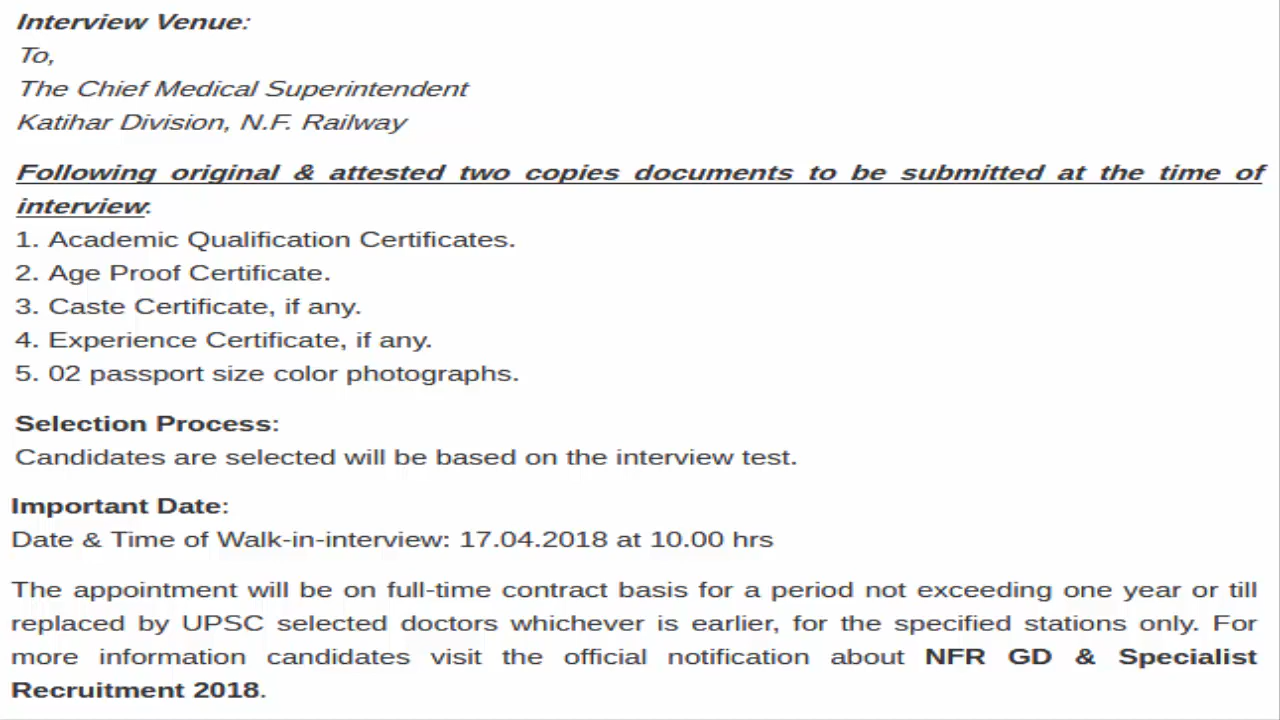 Interview Venue:
To,
The Chief Medical Superintendent
Katihar Division, N.F. Railway
Following original & attested two copies documents to be submitted at the time of
interview.
1. Academic Qualification Certificates.
2. Age Proof Certificate.
3. Caste Certificate, if any.
4. Experience Certificate, if any.
5. 02 passport size color photographs.
Selection Process:
Candidates are selected will be based on the interview test.
Important Date:
Date & Time of Walk-in-interview: 17.04.2018 at 10.00 hrs
The appointment will be on full-time contract basis for a period not exceeding one year or till
replaced by UPSC selected doctors whichever is earlier, for the specified stations only. For
more information candidates visit the official notification about NFR GD & Specialist
Recruitment 2018.